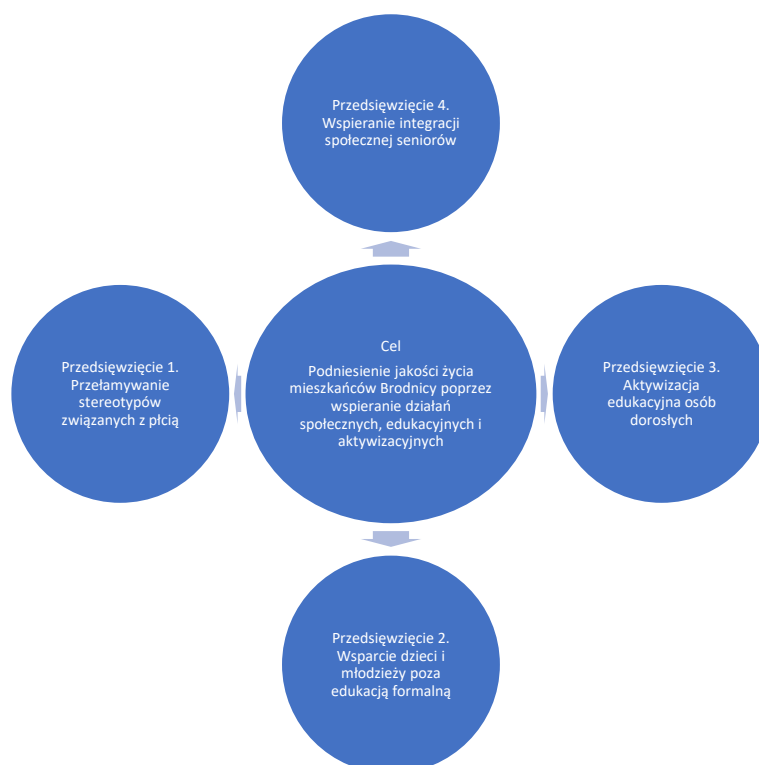 Przedsięwzięcie 4.
Wspieranie integracji
społecznej seniorów
Przedsięwzięcie 1.
Przełamywanie
stereotypów
związanych z płcią
Cel
Podniesienie jakości życia
mieszkańców Brodnicy poprzez
wspieranie działań
społecznych, edukacyjnych i
aktywizacyjnych
Przedsięwzięcie 3.
Aktywizacja
edukacyjna osób
dorosłych
Przedsięwzięcie 2.
Wsparcie dzieci i
młodzieży poza
edukacją formalną